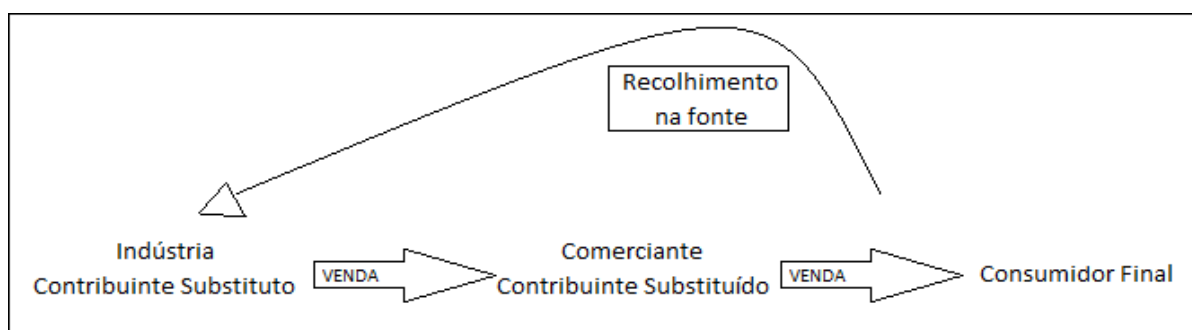 Recolhimento
na fonte
Indústria
Contribuinte Substituto
VENDA
Comerciante
Contribuinte Substituído
VENDA
Consumidor Final